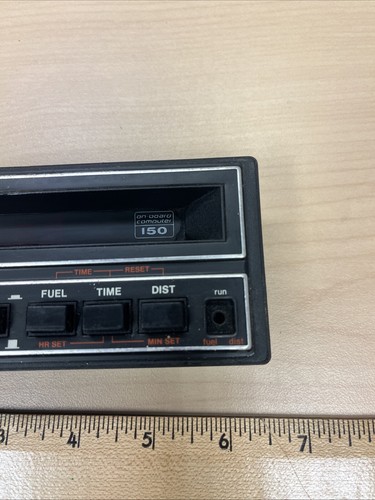 on board
computer
150
TIME RESET
FUEL TIME DIST run
HR SET MIN SET fuel dist
3 4 5 6 7